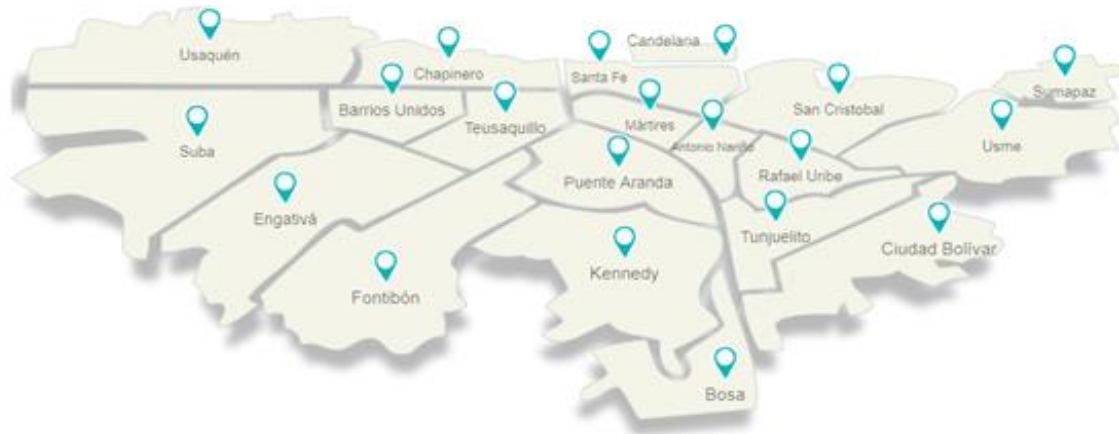 Usaquén
Chapinero
Santa Fe
Candelaria
San Cristobal
Sumapaz
Barrios Unidos
Teusaquillo
Mártires
Antonio Nariño
Suba
Engativá
Puente Aranda
Rafael Uribe
Usme
Fontibón
Kennedy
Tunjuelito
Ciudad Bolívar
Bosa